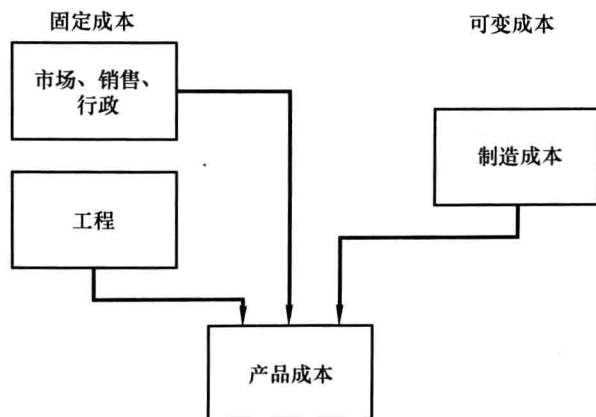 固定成本
可变成本
市场、销售、
行政
制造成本
工程
产品成本